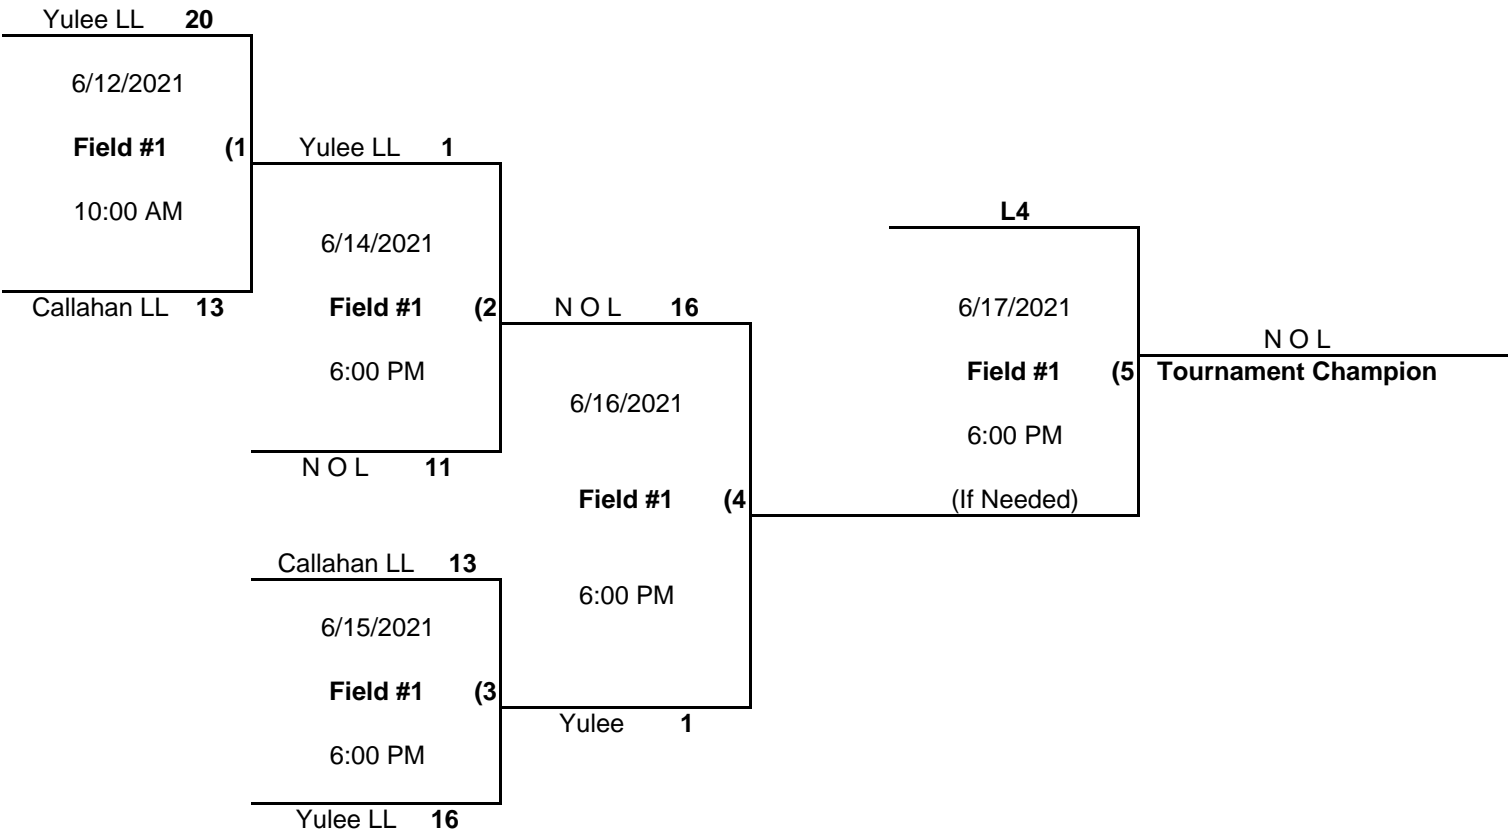 Yulee LL 20
6/12/2021
Field #1 (1
10:00 AM
Callahan LL 13
Yulee LL 1
6/14/2021
Field #1 (2
6:00 PM
N O L 11
Callahan LL 13
6/15/2021
Field #1 (3
6:00 PM
Yulee LL 16
N O L 16
6/16/2021
Field #1 (4
6:00 PM
Yulee 1
L4
6/17/2021
Field #1 (5
6:00 PM
(If Needed)
N O L
Tournament Champion